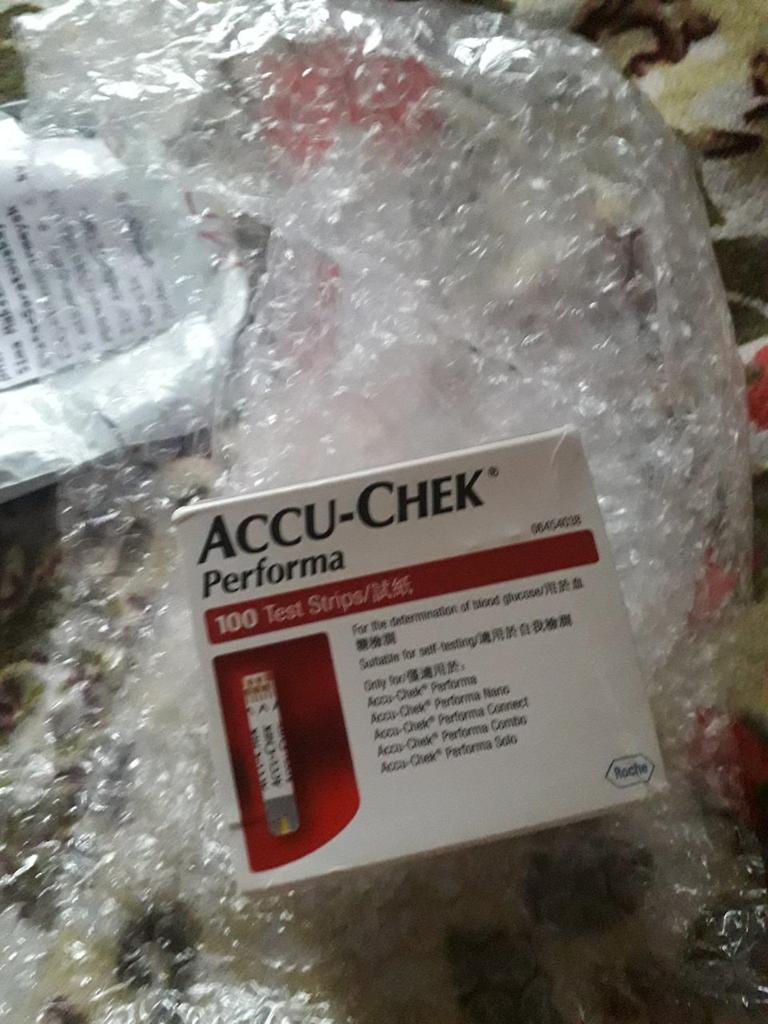 ACCU-CHEK®
Performa
06454038
100 Test Strips/試紙
For the determination of blood glucose/用於血
糖檢測
Suitable for self-testing/適用於自我檢測
Only for/僅適用於:
Accu-Chek® Performa
Accu-Chek® Performa Nano
Accu-Chek® Performa Connect
Accu-Chek® Performa Combo
Accu-Chek® Performa Solo
ACCU-CHEK
Roche